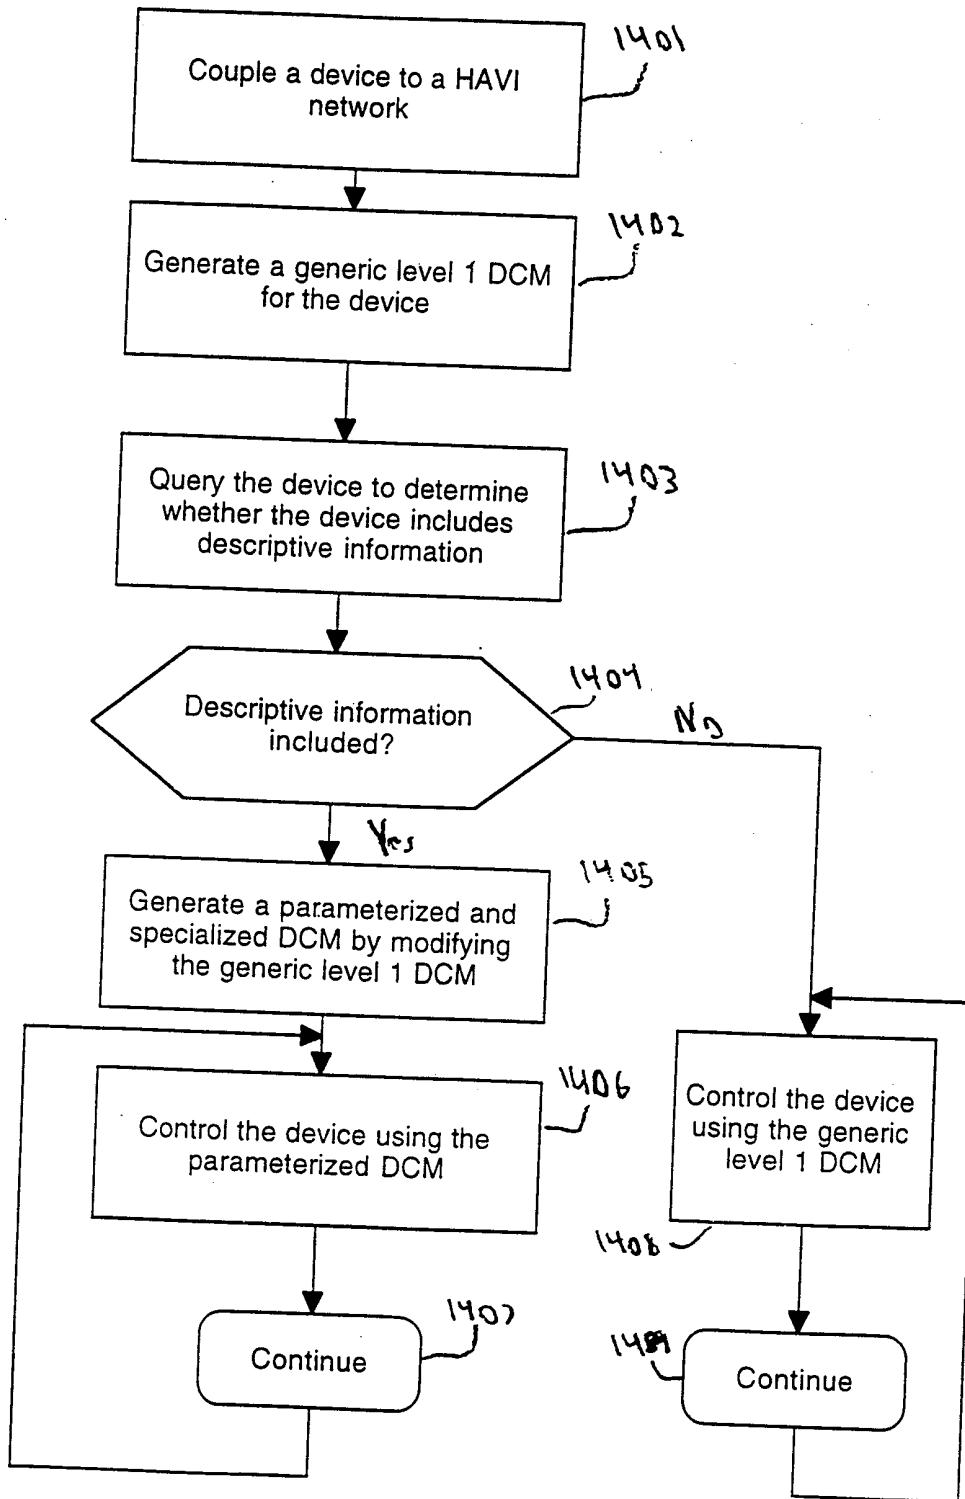 1401
Couple a device to a HAVI
network
1402
Generate a generic level 1 DCM
for the device
1403
Query the device to determine
whether the device includes
descriptive information
1404
Descriptive information
included?
No
Yes
1405
Generate a parameterized and
specialized DCM by modifying
the generic level 1 DCM
1406
Control the device using the
parameterized DCM
Control the device
using the generic
level 1 DCM
1408
1407
Continue
1409
Continue